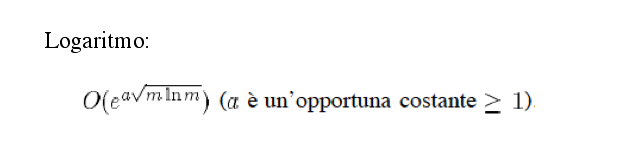 Logaritmo:
O(e^{a√(m ln m)}) (a è un'opportuna costante ≥ 1).